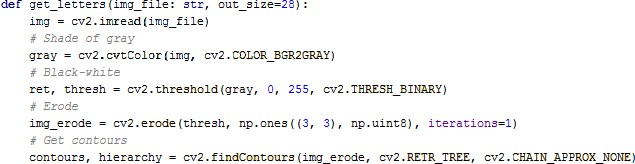 def get_letters(img_file: str, out_size=28):
    img = cv2.imread(img_file)
    # Shade of gray
    gray = cv2.cvtColor(img, cv2.COLOR_BGR2GRAY)
    # Black-white
    ret, thresh = cv2.threshold(gray, 0, 255, cv2.THRESH_BINARY)
    # Erode
    img_erode = cv2.erode(thresh, np.ones((3, 3), np.uint8), iterations=1)
    # Get contours
    contours, hierarchy = cv2.findContours(img_erode, cv2.RETR_TREE, cv2.CHAIN_APPROX_NONE)